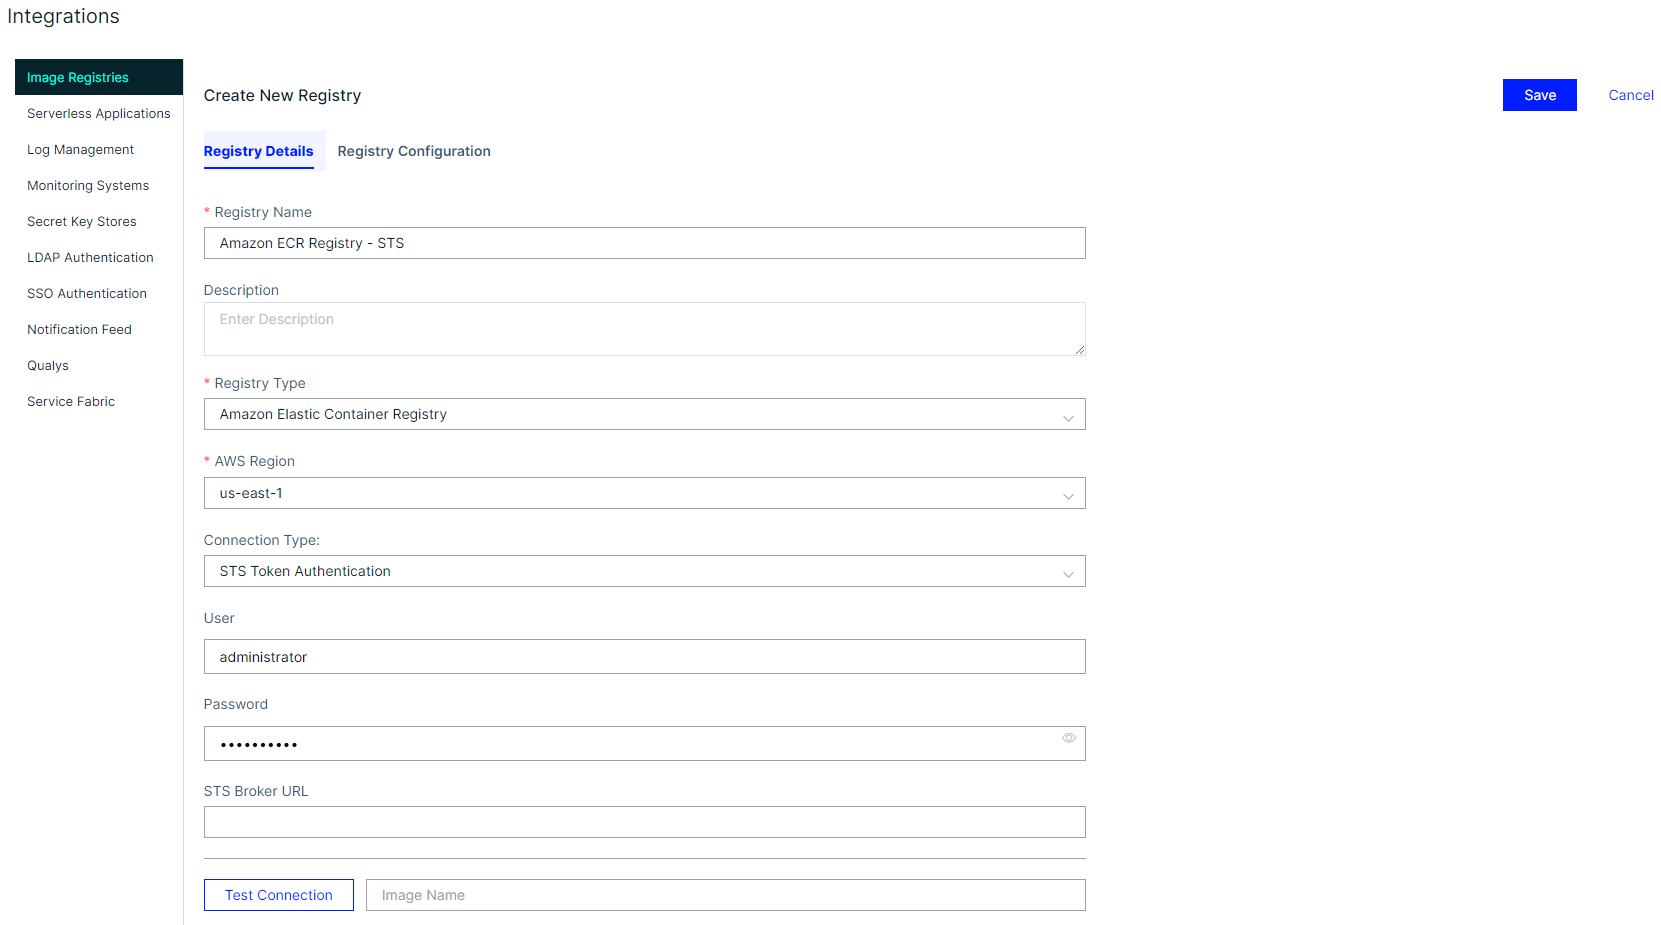 Integrations
Image Registries
Serverless Applications
Log Management
Monitoring Systems
Secret Key Stores
LDAP Authentication
SSO Authentication
Notification Feed
Qualys
Service Fabric
Create New Registry
Save
Cancel
Registry Details
Registry Configuration
* Registry Name
Amazon ECR Registry - STS
Description
Enter Description
* Registry Type
Amazon Elastic Container Registry
* AWS Region
us-east-1
Connection Type:
STS Token Authentication
User
administrator
Password
••••••••••
STS Broker URL
Test Connection
Image Name